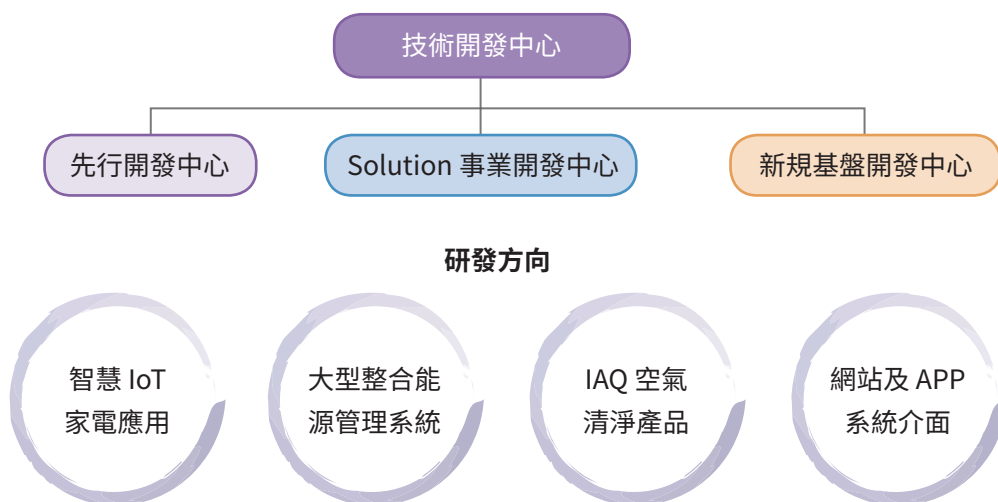 技術開發中心
先行開發中心
Solution 事業開發中心
新規基盤開發中心
研發方向
智慧 IoT
家電應用
大型整合能
源管理系統
IAQ 空氣
清淨產品
網站及 APP
系統介面